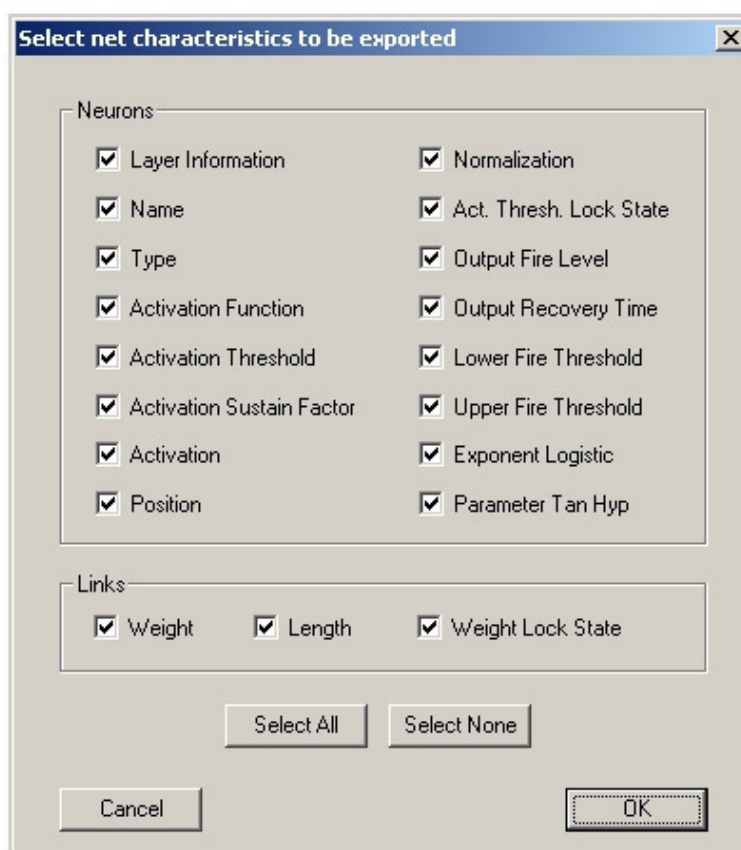 Select net characteristics to be exported
Neurons
Layer Information
Normalization
Name
Act. Thresh. Lock State
Type
Output Fire Level
Activation Function
Output Recovery Time
Activation Threshold
Lower Fire Threshold
Activation Sustain Factor
Upper Fire Threshold
Activation
Exponent Logistic
Position
Parameter Tan Hyp
Links
Weight
Length
Weight Lock State
Select All
Select None
Cancel
OK